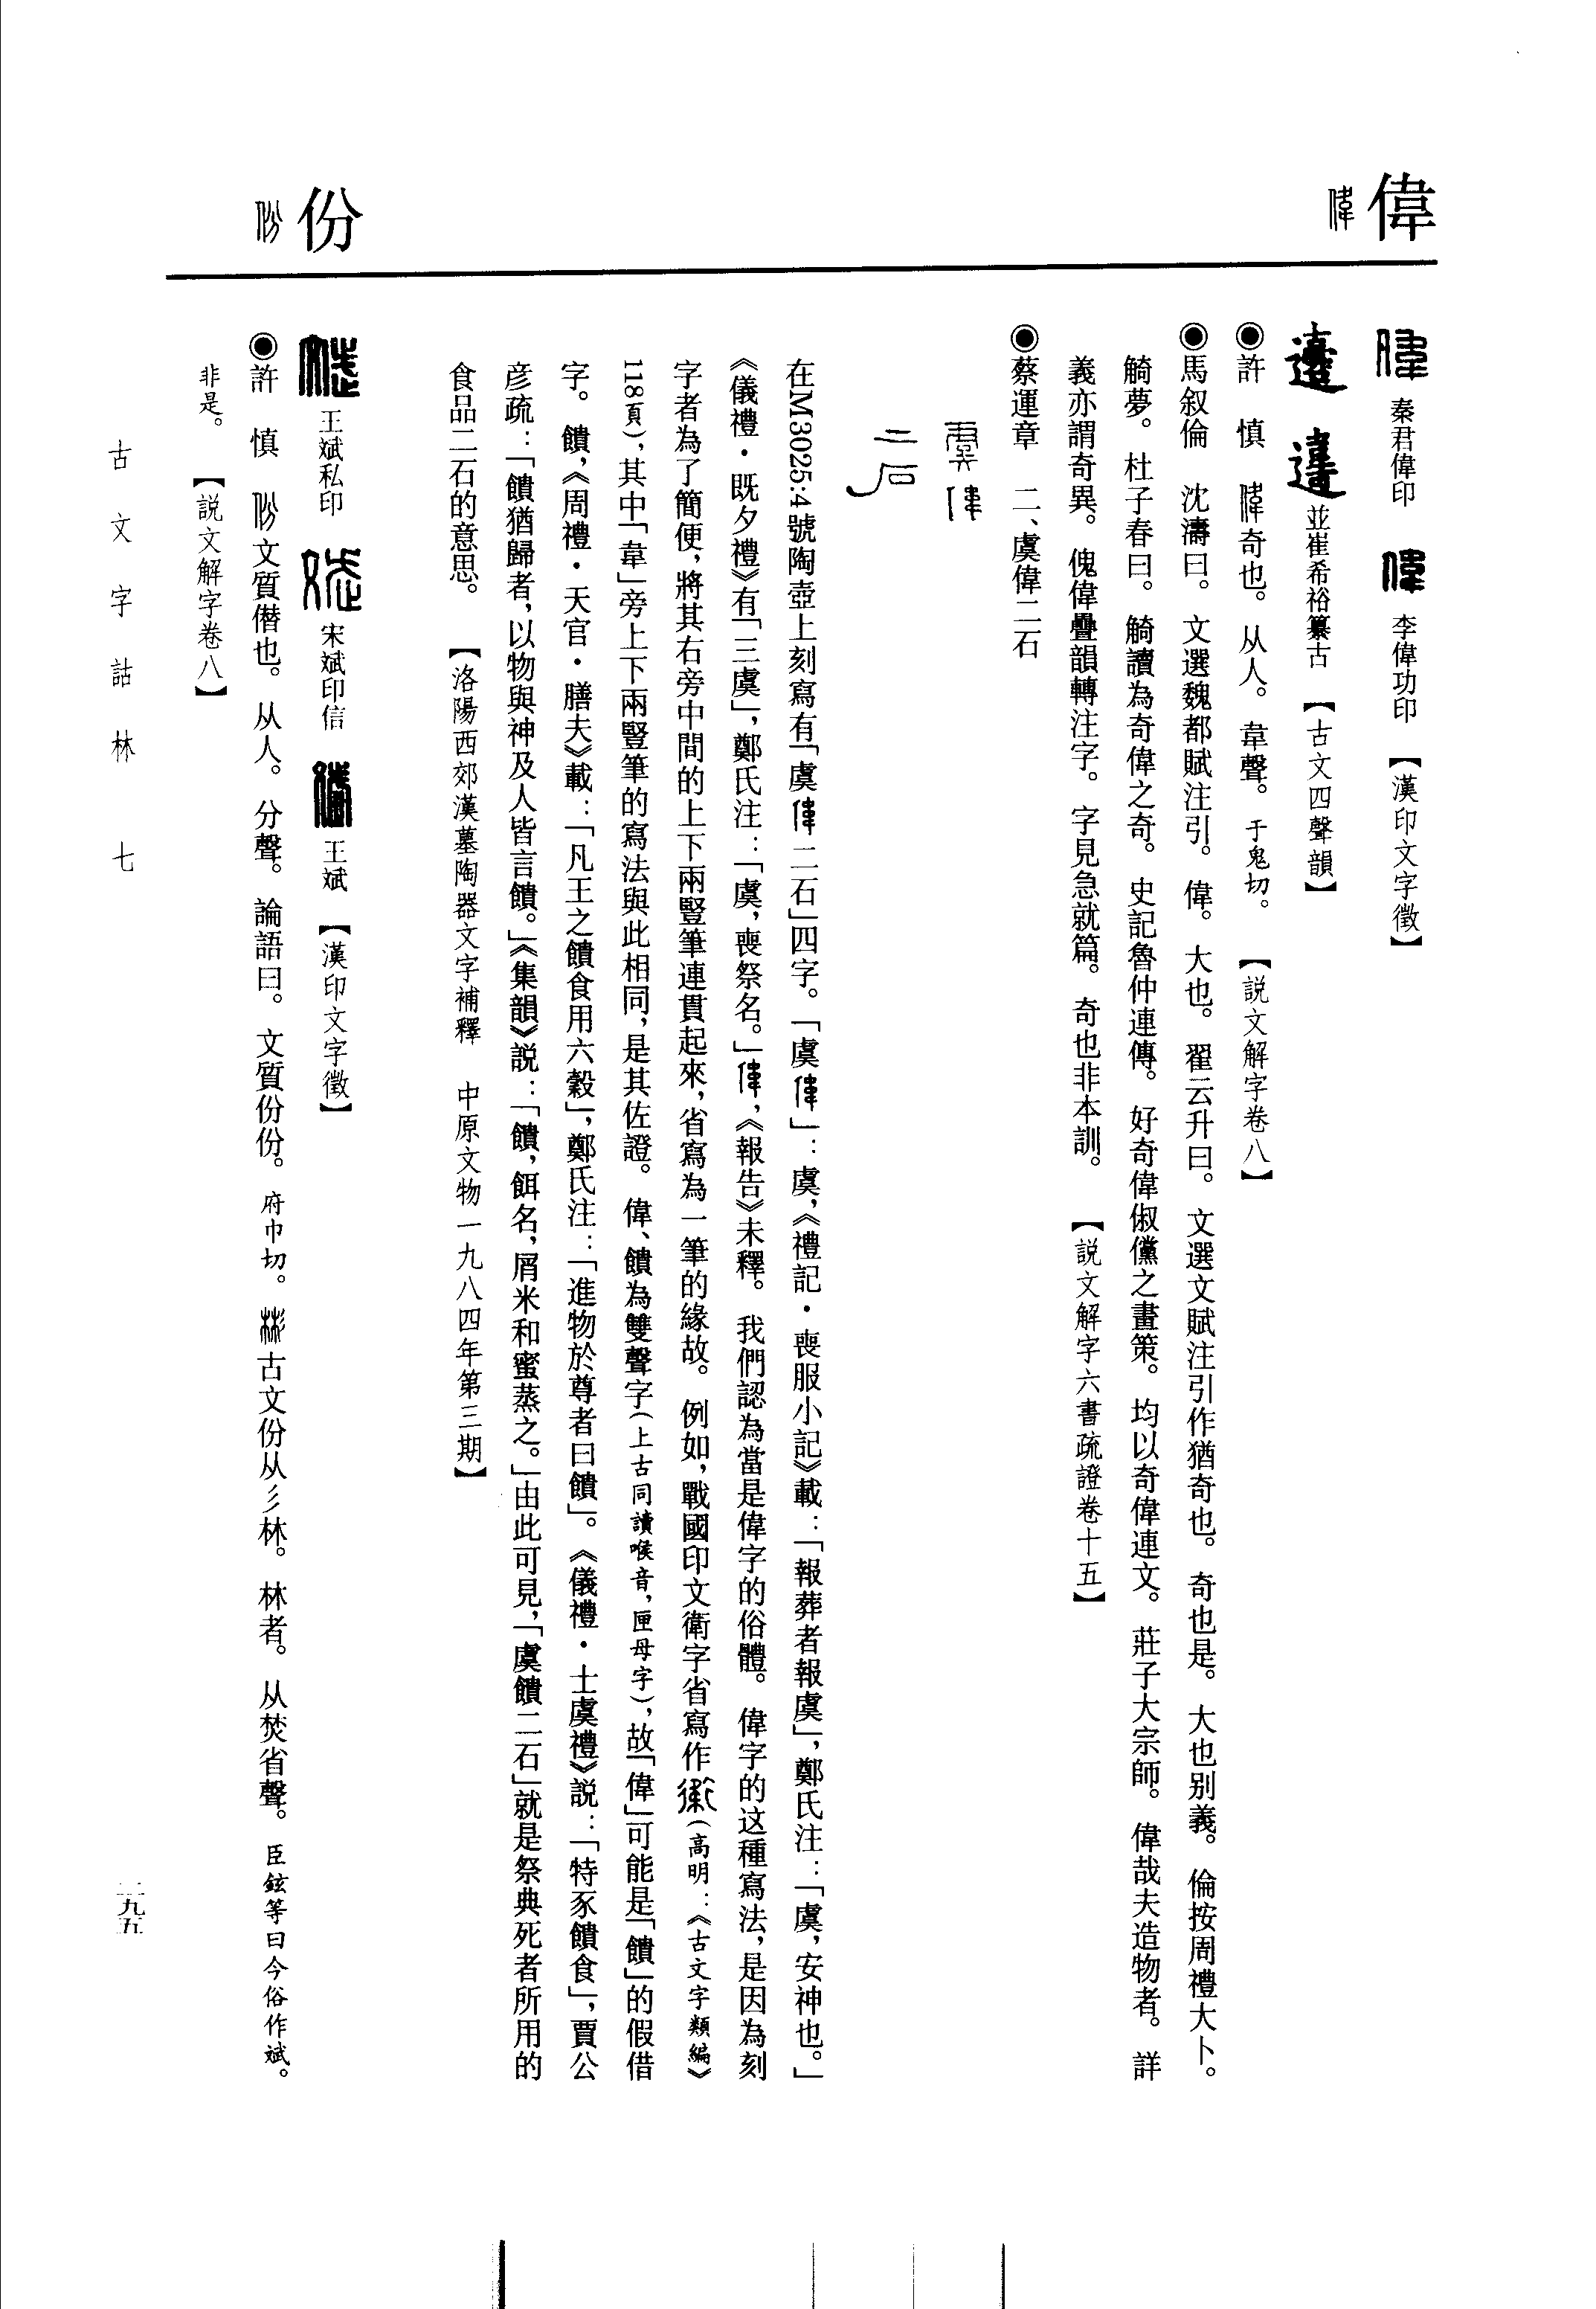 偉
份
秦君偉印　李偉功印　【漢印文字徵】
並崔希裕纂古　【古文四聲韻】
◉許　慎　奇也。从人。韋聲。于鬼切。　【説文解字卷八】
◉馬叙倫　沈濤曰。文選魏都賦注引。偉。大也。翟云升曰。文選文賦注引作猶奇也。奇也是。大也别義。倫按周禮大卜。
觭夢。杜子春曰。觭讀為奇偉之奇。史記魯仲連傳。好奇偉俶儻之畫策。均以奇偉連文。莊子大宗師。偉哉夫造物者。詳
義亦謂奇異。傀偉疊韻轉注字。字見急就篇。奇也非本訓。　【説文解字六書疏證卷十五】
◉蔡運章　二、虞偉二石
虞偉
二石
在M3025:4號陶壺上刻寫有「虞偉二石」四字。「虞偉」：虞，《禮記·喪服小記》載：「報葬者報虞」，鄭氏注：「虞，安神也。」
《儀禮·既夕禮》有「三虞」，鄭氏注：「虞，喪祭名。」偉，《報告》未釋。我們認為當是偉字的俗體。偉字的这種寫法，是因為刻
字者為了簡便，將其右旁中間的上下兩豎筆連貫起來，省寫為一筆的緣故。例如，戰國印文衛字省寫作（高明：《古文字類編》
118頁），其中「韋」旁上下兩豎筆的寫法與此相同，是其佐證。偉、饋為雙聲字（上古同讀喉音，匣母字），故「偉」可能是「饋」的假借
字。饋，《周禮·天官·膳夫》載：「凡王之饋食用六穀」，鄭氏注：「進物於尊者曰饋」。《儀禮·士虞禮》説：「特豕饋食」，賈公
彦疏：「饋猶歸者，以物與神及人皆言饋。」《集韻》説：「饋，餌名，屑米和蜜蒸之。」由此可見，「虞饋二石」就是祭典死者所用的
食品二石的意思。　【洛陽西郊漢墓陶器文字補釋　中原文物一九八四年第三期】
王斌私印　宋斌印信　王斌　【漢印文字徵】
◉許　慎　文質僣也。从人。分聲。論語曰。文質份份。府巾切。古文份从彡林。林者。从焚省聲。臣鉉等曰今俗作斌。
非是。　【説文解字卷八】
古文字詁林　七
二九五